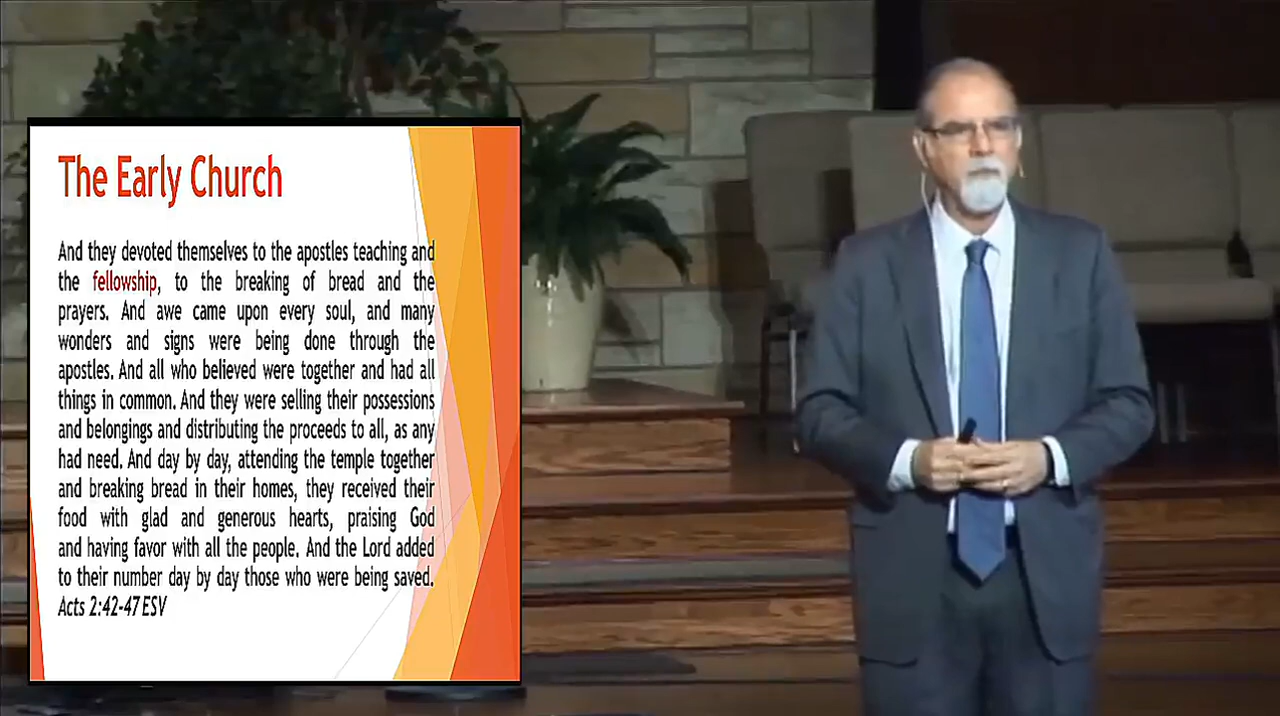 The Early Church
And they devoted themselves to the apostles teaching and
the fellowship, to the breaking of bread and the
prayers. And awe came upon every soul, and many
wonders and signs were being done through the
apostles. And all who believed were together and had all
things in common. And they were selling their possessions
and belongings and distributing the proceeds to all, as any
had need. And day by day, attending the temple together
and breaking bread in their homes, they received their
food with glad and generous hearts, praising God
and having favor with all the people. And the Lord added
to their number day by day those who were being saved.
Acts 2:42-47 ESV